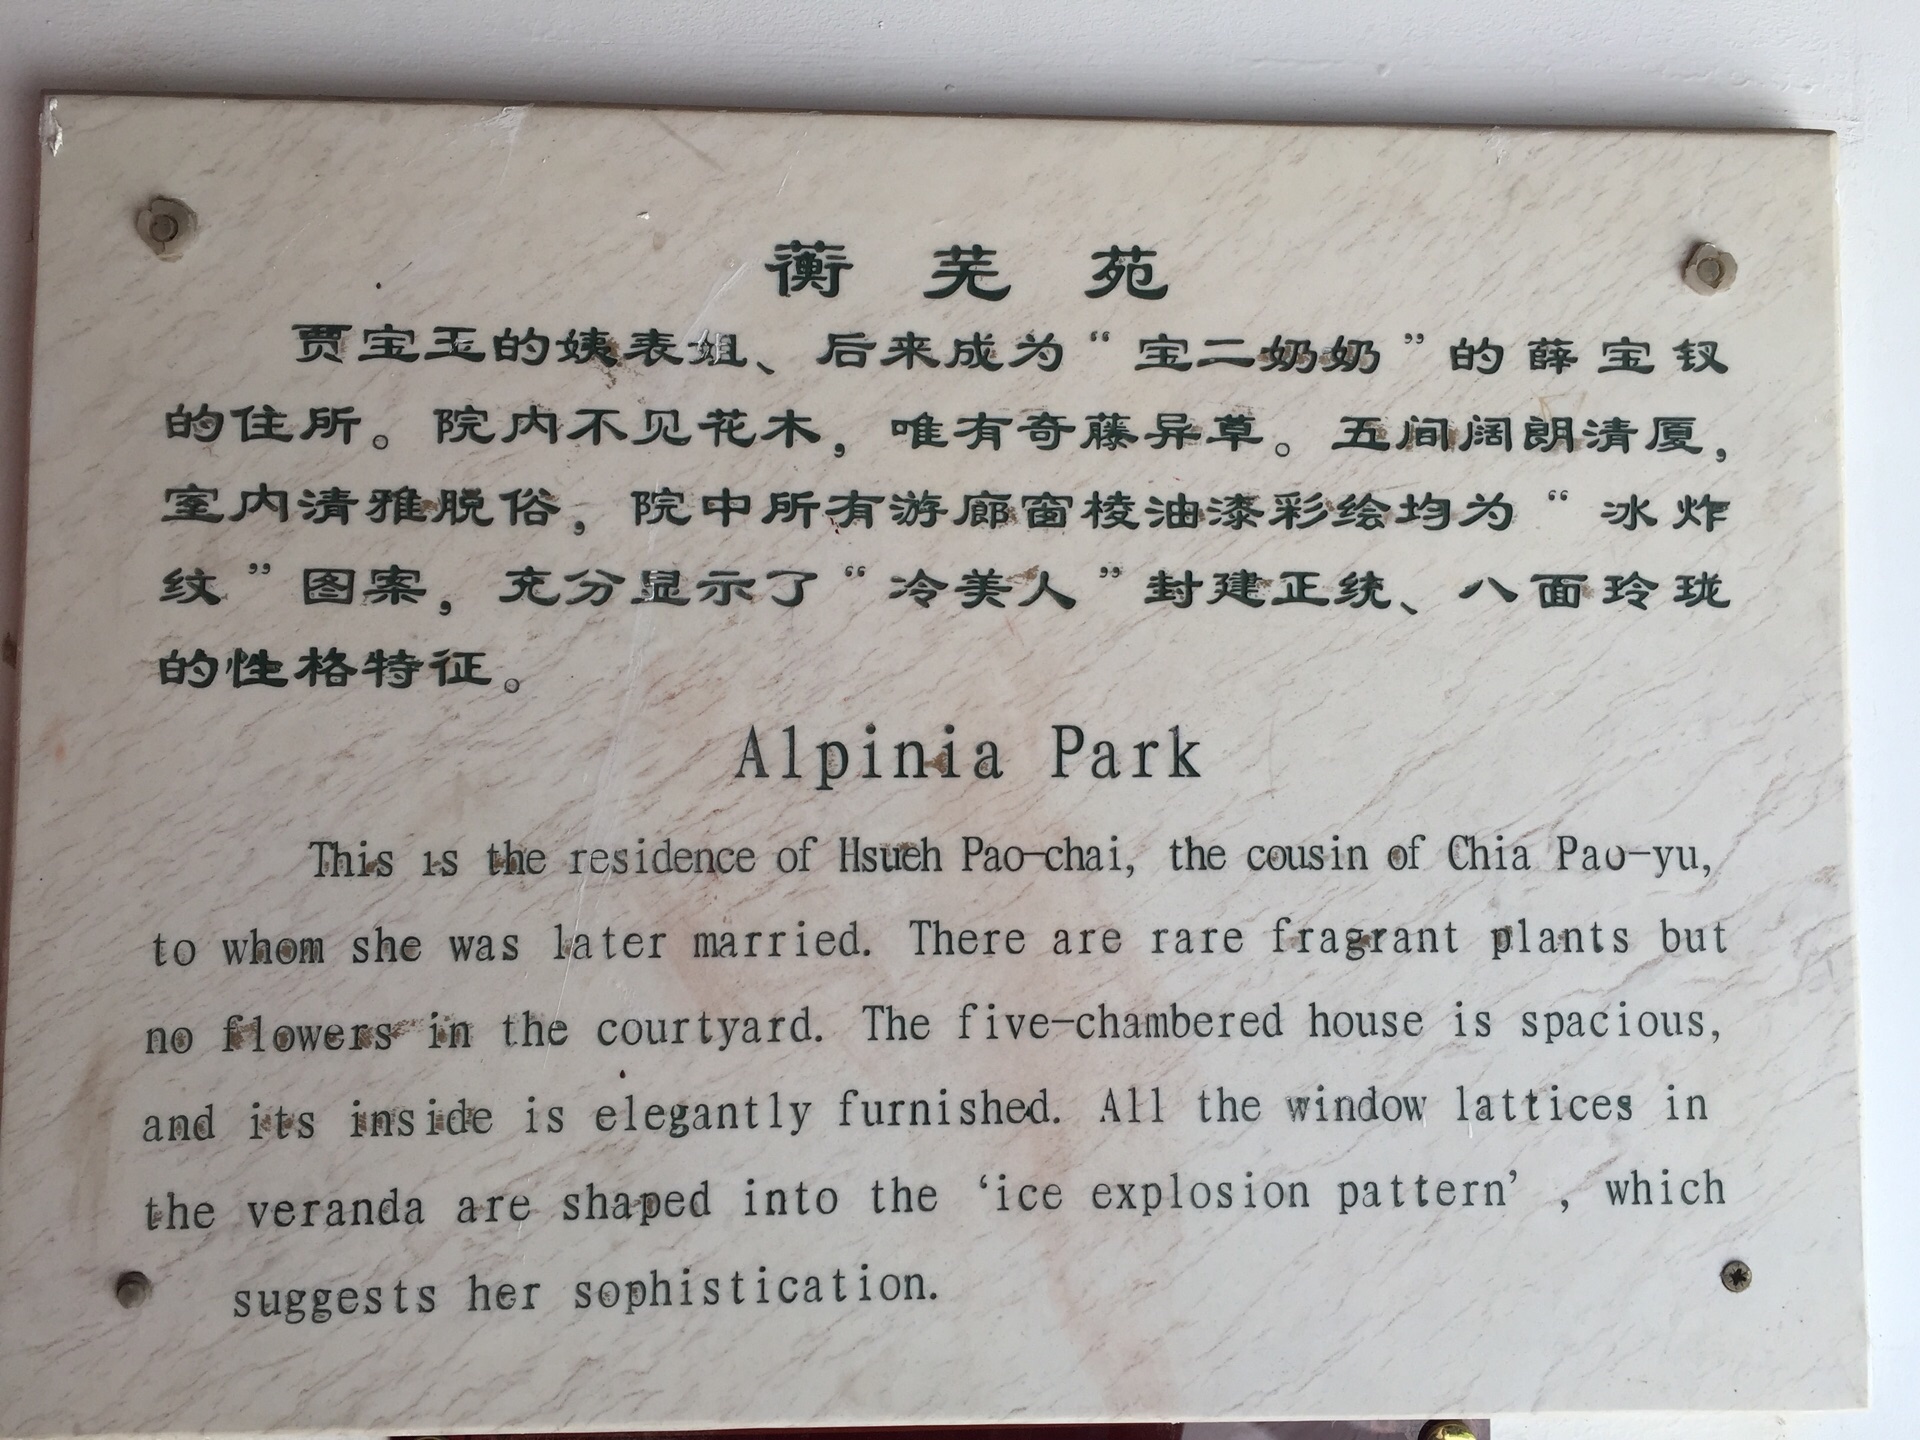 蘅芜苑
贾宝玉的姨表姐、后来成为“宝二奶奶”的薛宝钗
的住所。院内不见花木，唯有奇藤异草。五间阔朗清厦，
室内清雅脱俗，院中所有游廊窗棱油漆彩绘均为“冰炸
纹”图案，充分显示了“冷美人”封建正统、八面玲珑
的性格特征。
Alpinia Park
This is the residence of Hsueh Pao-chai, the cousin of Chia Pao-yu,
to whom she was later married. There are rare fragrant plants but
no flowers in the courtyard. The five-chambered house is spacious,
and its inside is elegantly furnished. All the window lattices in
the veranda are shaped into the ‘ice explosion pattern’ , which
suggests her sophistication.